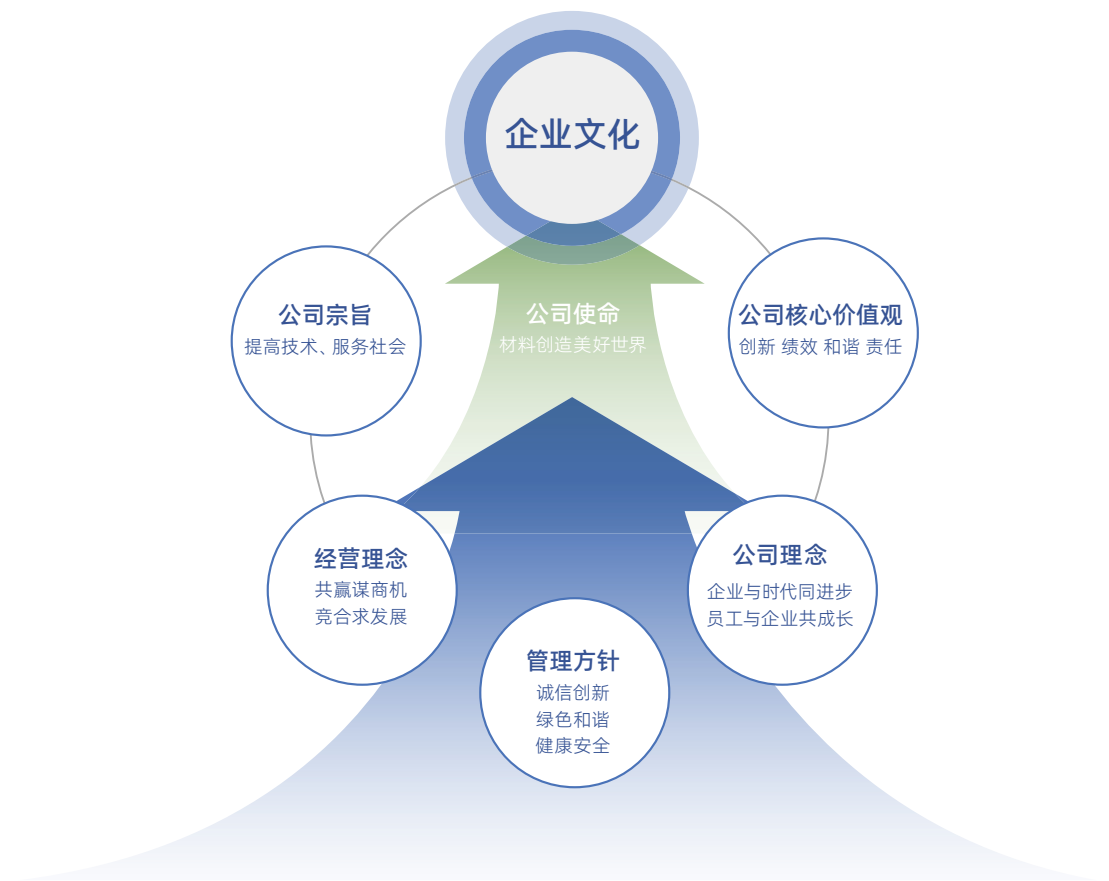 企业文化
公司宗旨
提高技术、服务社会
公司使命
材料创造美好世界
公司核心价值观
创新 绩效 和谐 责任
经营理念
共赢谋商机
竞合求发展
公司理念
企业与时代同进步
员工与企业共成长
管理方针
诚信创新
绿色和谐
健康安全